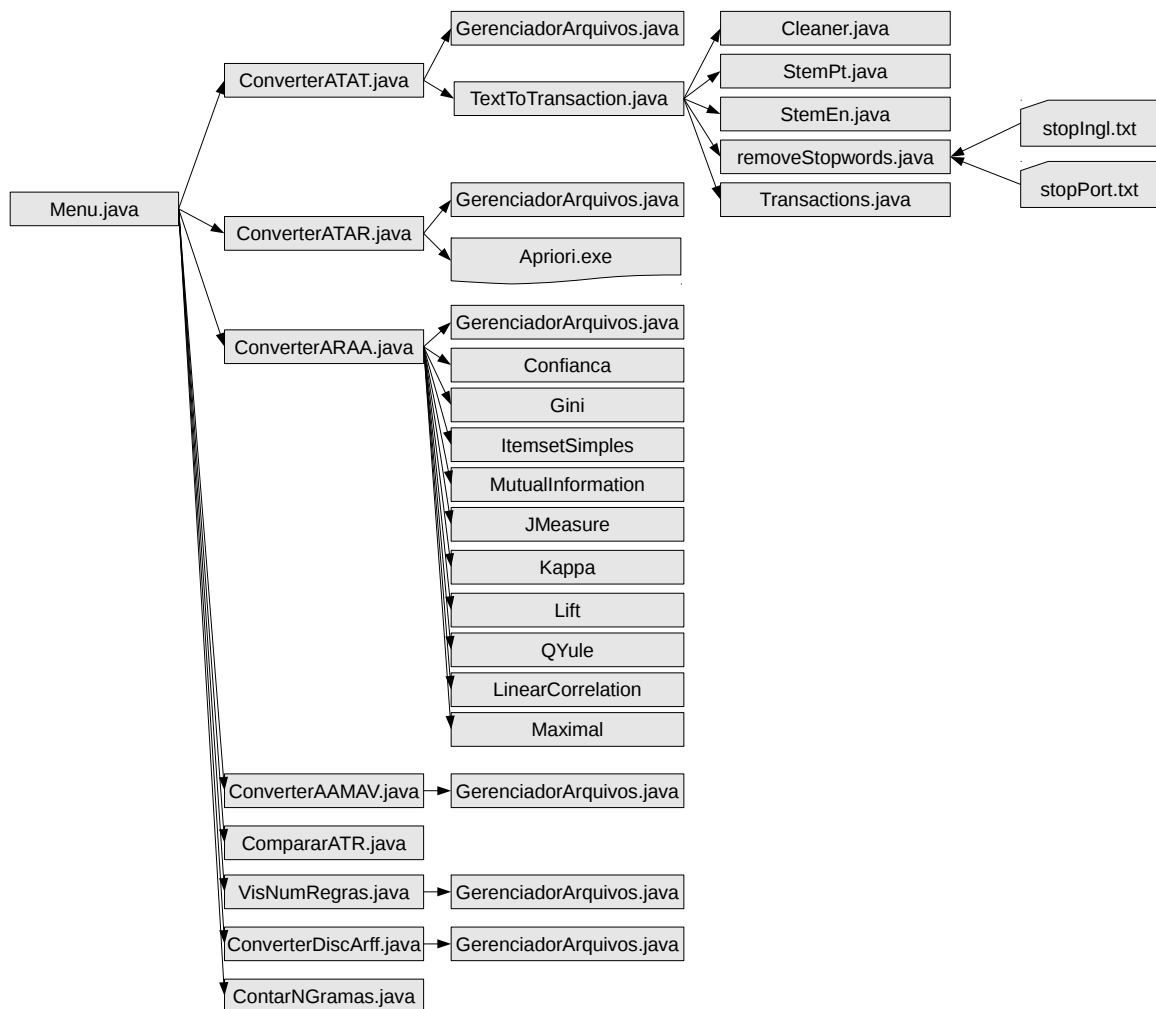 GerenciadorArquivos.java
Cleaner.java
ConverterATAT.java
StemPt.java
TextToTransaction.java
StemEn.java
stopIngl.txt
removeStopwords.java
stopPort.txt
Menu.java
GerenciadorArquivos.java
Transactions.java
ConverterATAR.java
Apriori.exe
GerenciadorArquivos.java
ConverterARAA.java
Confianca
Gini
ItemsetSimples
MutualInformation
JMeasure
Kappa
Lift
QYule
LinearCorrelation
Maximal
ConverterAAMAV.java
GerenciadorArquivos.java
CompararATR.java
VisNumRegras.java
GerenciadorArquivos.java
ConverterDiscArff.java
GerenciadorArquivos.java
ContarNGramas.java